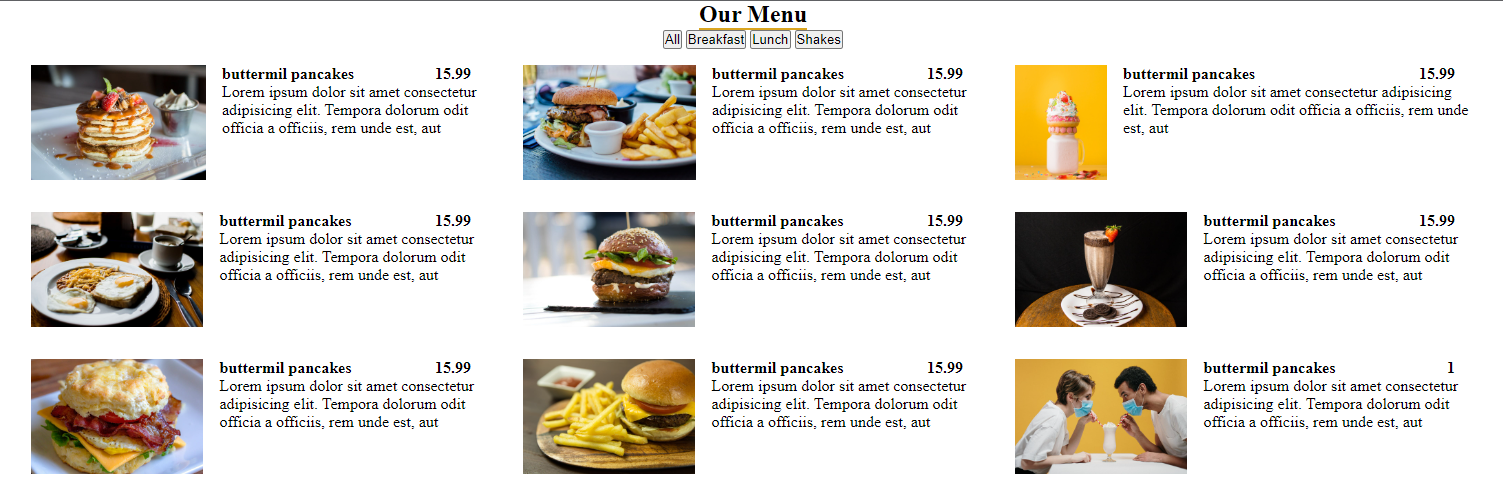 Our Menu
All Breakfast Lunch Shakes
buttermil pancakes 15.99
Lorem ipsum dolor sit amet consectetur
adipisicing elit. Tempora dolorum odit
officia a officiis, rem unde est, aut
buttermil pancakes 15.99
Lorem ipsum dolor sit amet consectetur
adipisicing elit. Tempora dolorum odit
officia a officiis, rem unde est, aut
buttermil pancakes 15.99
Lorem ipsum dolor sit amet consectetur adipisicing
elit. Tempora dolorum odit officia a officiis, rem unde
est, aut
buttermil pancakes 15.99
Lorem ipsum dolor sit amet consectetur
adipisicing elit. Tempora dolorum odit
officia a officiis, rem unde est, aut
buttermil pancakes 15.99
Lorem ipsum dolor sit amet consectetur
adipisicing elit. Tempora dolorum odit
officia a officiis, rem unde est, aut
buttermil pancakes 15.99
Lorem ipsum dolor sit amet consectetur
adipisicing elit. Tempora dolorum odit
officia a officiis, rem unde est, aut
buttermil pancakes 15.99
Lorem ipsum dolor sit amet consectetur
adipisicing elit. Tempora dolorum odit
officia a officiis, rem unde est, aut
buttermil pancakes 15.99
Lorem ipsum dolor sit amet consectetur
adipisicing elit. Tempora dolorum odit
officia a officiis, rem unde est, aut
buttermil pancakes 1
Lorem ipsum dolor sit amet consectetur
adipisicing elit. Tempora dolorum odit
officia a officiis, rem unde est, aut